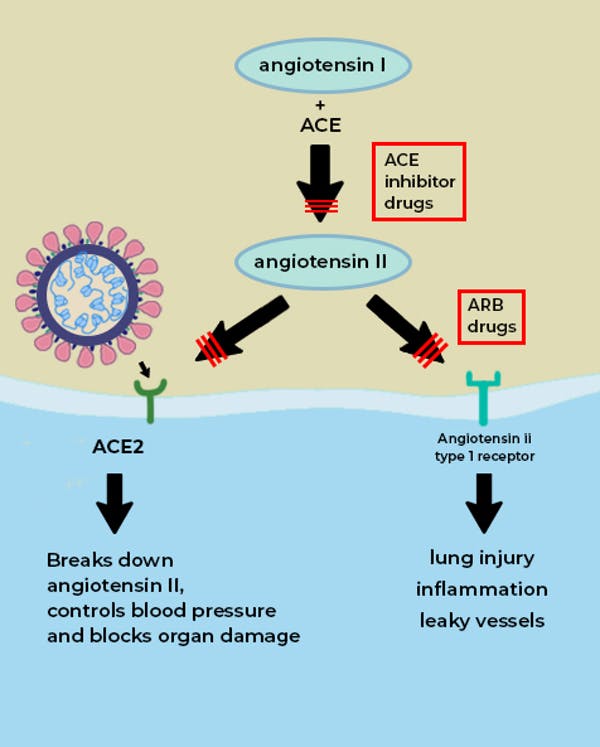 angiotensin I
+
ACE
ACE
inhibitor
drugs
angiotensin II
ARB
drugs
ACE2
Angiotensin ii
type 1 receptor
Breaks down
angiotensin II,
controls blood pressure
and blocks organ damage
lung injury
inflammation
leaky vessels